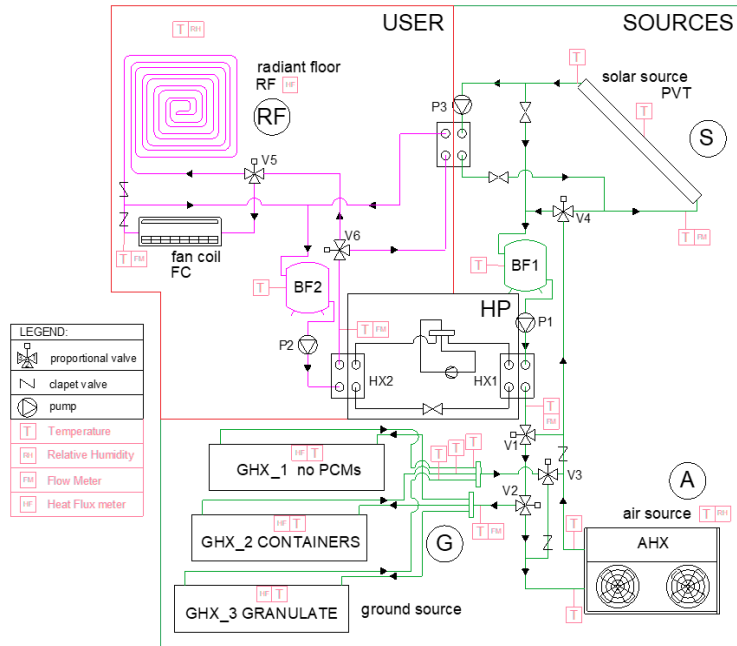 USER
SOURCES
T RH
radiant floor
RF HF
RF
P3
T
solar source
PVT
T
S
V5
V4
T FM
V6
fan coil
FC
T FM
T
BF2
T
BF1
HP
P1
P2
T FM
HX2
HX1
LEGEND:
proportional valve
clapet valve
pump
T Temperature
RH Relative Humidity
FM Flow Meter
HF Heat Flux meter
T
FM
V1
HF T
GHX_1 no PCMs
T T T
V3
V2
A
HF T
GHX_2 CONTAINERS
T FM
G
air source T RH
T
AHX
HF T
GHX_3 GRANULATE
ground source
T